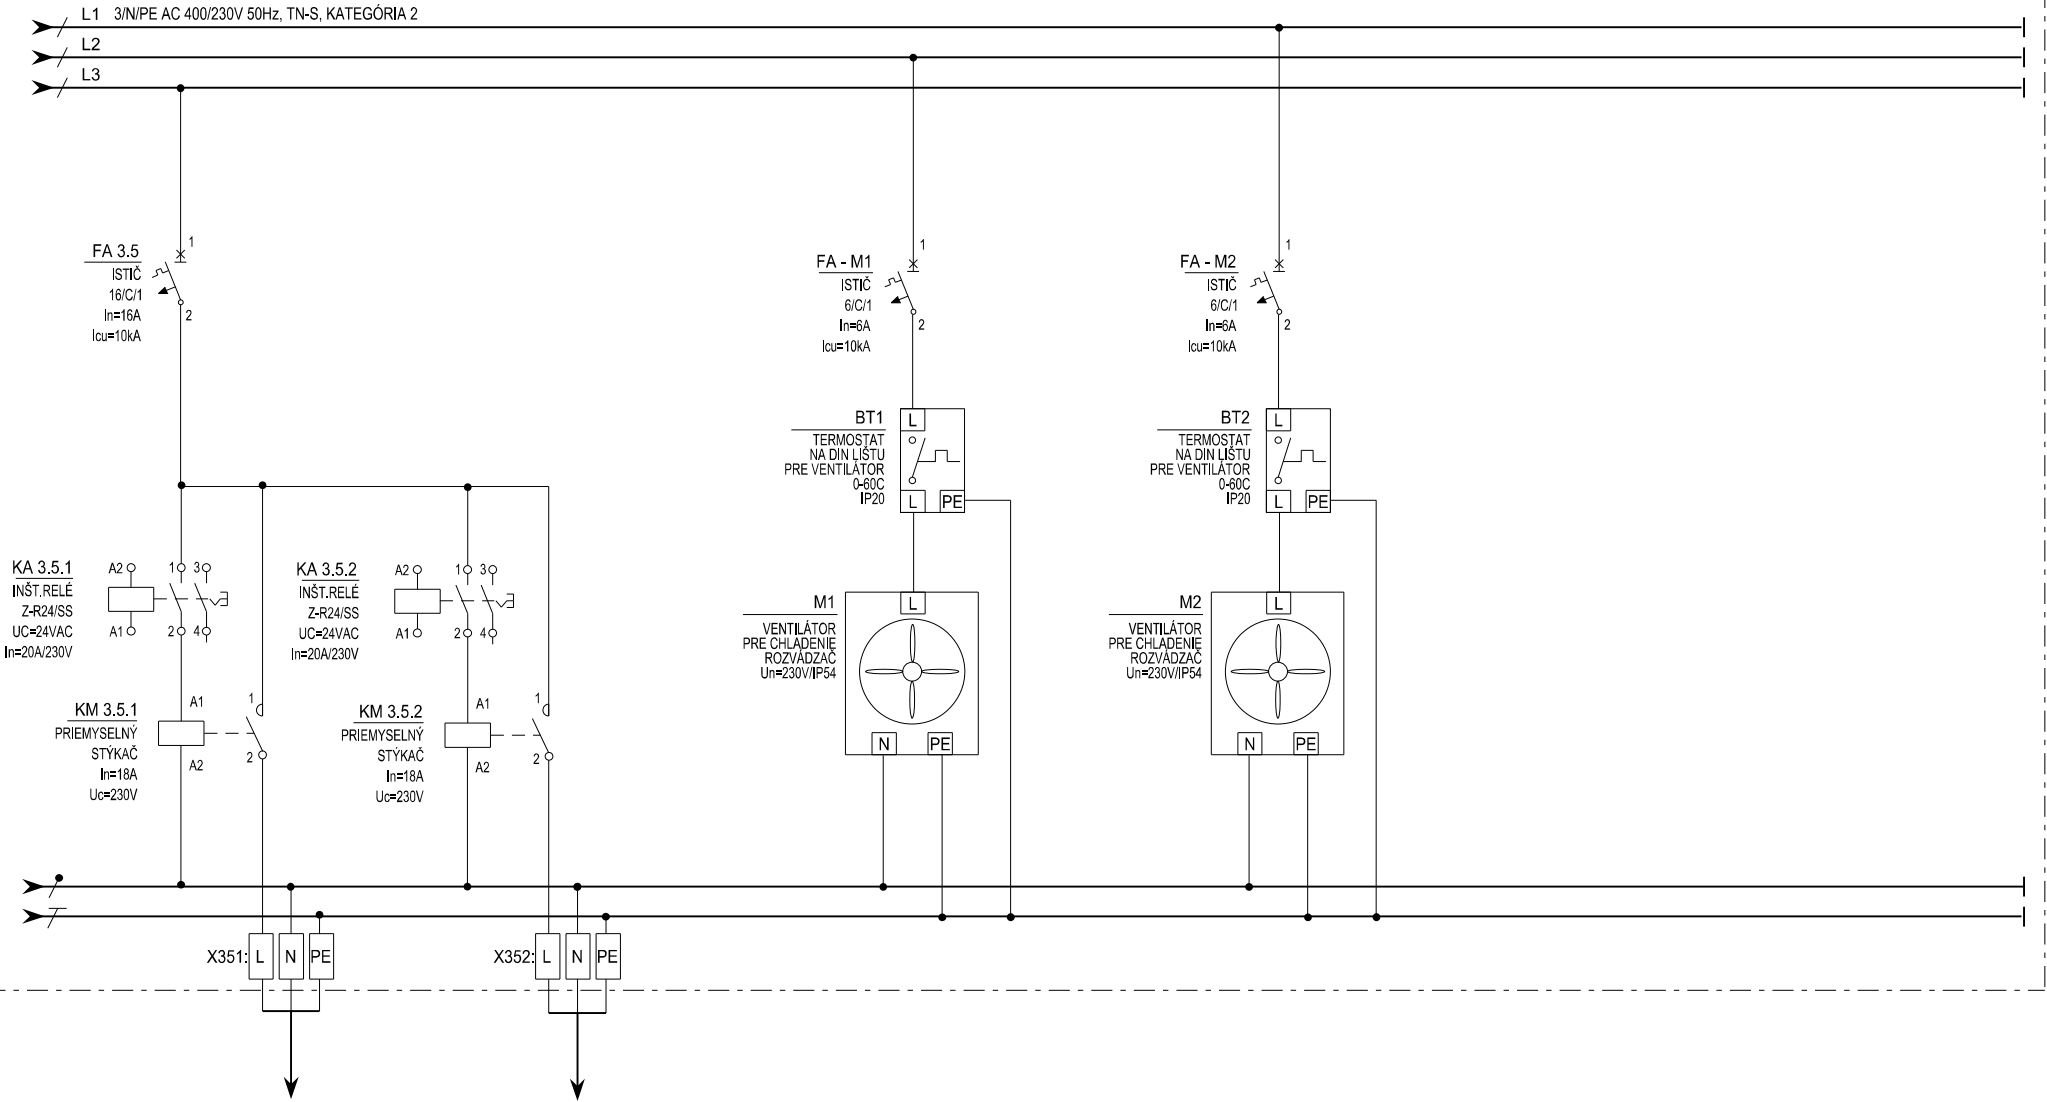 L1 3/N/PE AC 400/230V 50Hz, TN-S, KATEGÓRIA 2
L2
L3
FA 3.5
ISTIČ
16/C/1
In=16A
Icu=10kA
1
2
FA - M1
ISTIČ
6/C/1
In=6A
Icu=10kA
1
2
FA - M2
ISTIČ
6/C/1
In=6A
Icu=10kA
1
2
BT1
TERMOSTAT
NA DIN LIŠTU
PRE VENTILÁTOR
0-60C
IP20
L
L
PE
BT2
TERMOSTAT
NA DIN LIŠTU
PRE VENTILÁTOR
0-60C
IP20
L
L
PE
KA 3.5.1
INŠT.RELÉ
Z-R24/SS
UC=24VAC
In=20A/230V
A2
1
3
A1
2
4
KA 3.5.2
INŠT.RELÉ
Z-R24/SS
UC=24VAC
In=20A/230V
A2
1
3
A1
2
4
M1
VENTILÁTOR
PRE CHLADENIE
ROZVÁDZAČ
Un=230V/IP54
L
N
PE
M2
VENTILÁTOR
PRE CHLADENIE
ROZVÁDZAČ
Un=230V/IP54
L
N
PE
KM 3.5.1
PRIEMYSELNÝ
STÝKAČ
In=18A
Uc=230V
A1
A2
1
2
KM 3.5.2
PRIEMYSELNÝ
STÝKAČ
In=18A
Uc=230V
A1
A2
1
2
X351: L N PE
X352: L N PE